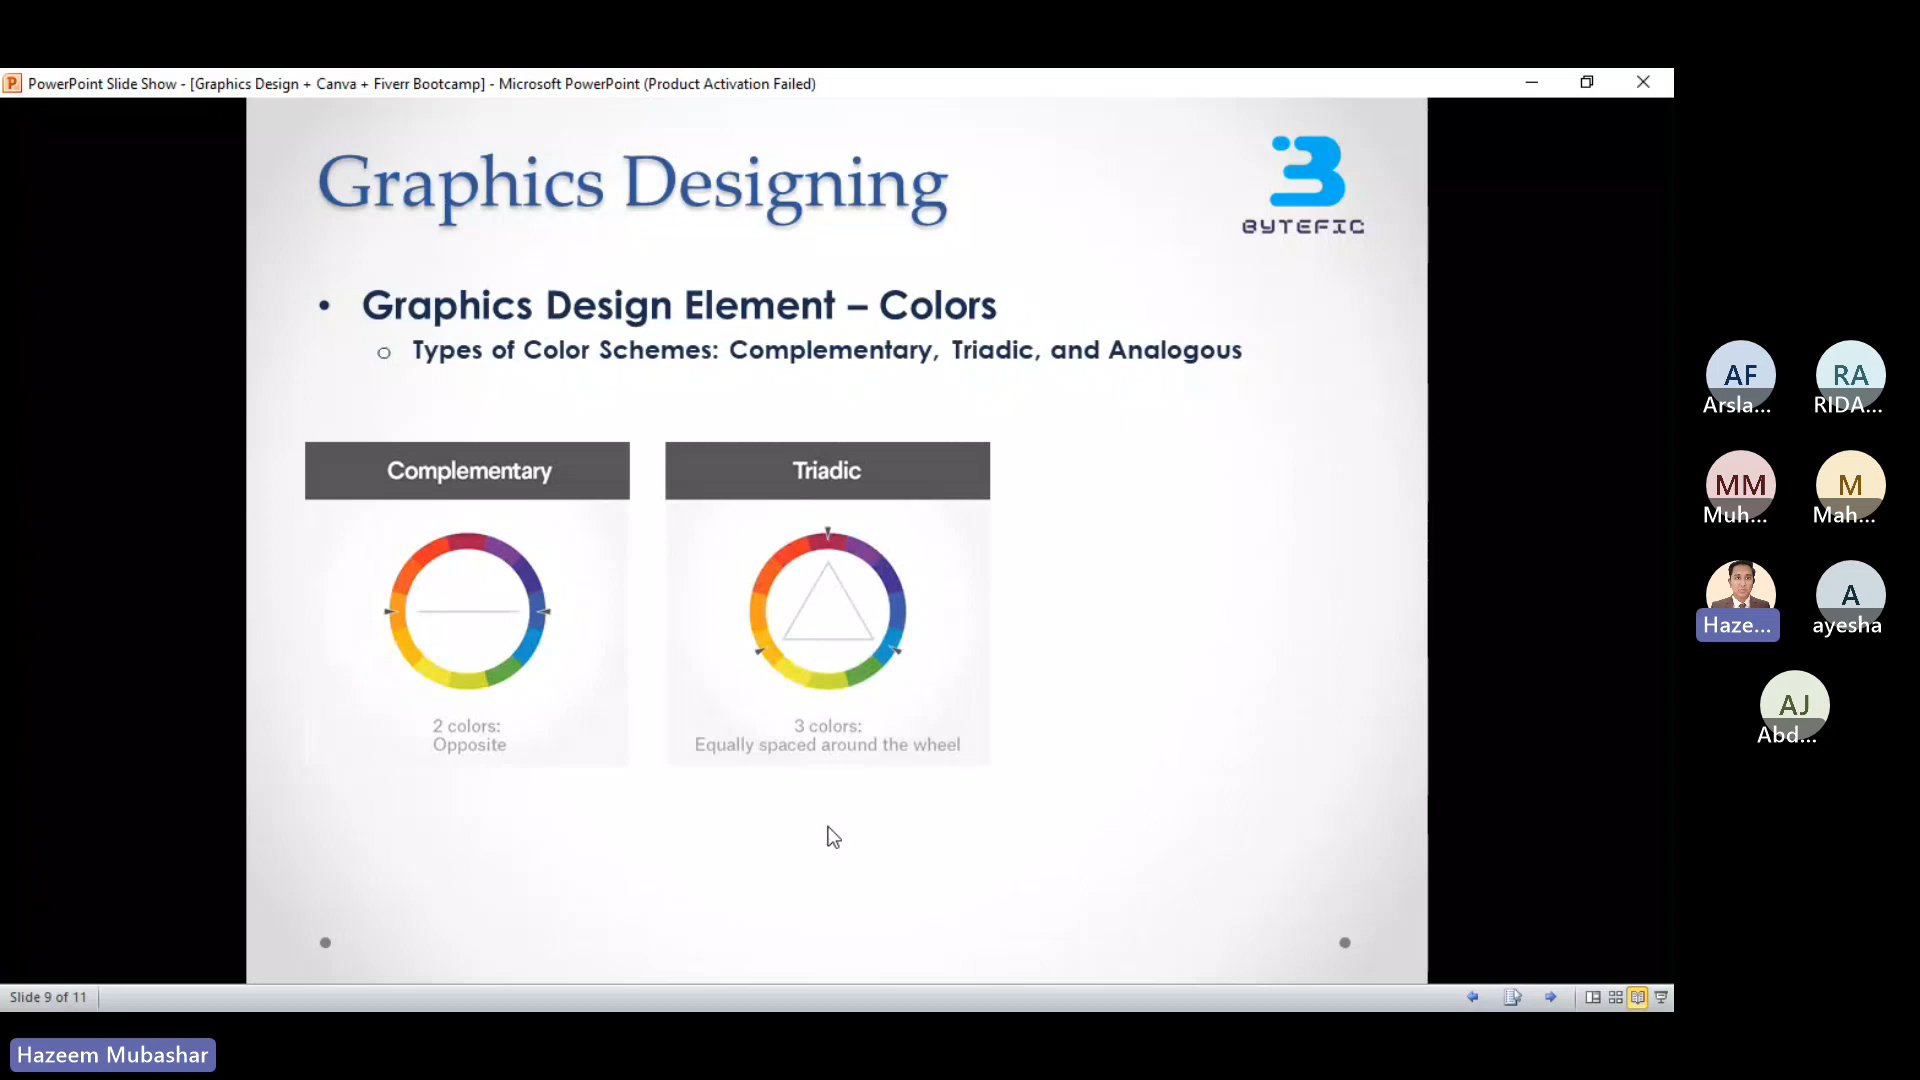 PowerPoint Slide Show - [Graphics Design + Canva + Fiverr Bootcamp] - Microsoft PowerPoint (Product Activation Failed)
Graphics Designing
BYTEFIC
• Graphics Design Element – Colors
o Types of Color Schemes: Complementary, Triadic, and Analogous
Complementary
2 colors:
Opposite
Triadic
3 colors:
Equally spaced around the wheel
AF
Arsla...
RA
RIDA...
MM
Muh...
M
Mah...
Haze...
A
ayesha
AJ
Abd...
Slide 9 of 11
Hazeem Mubashar